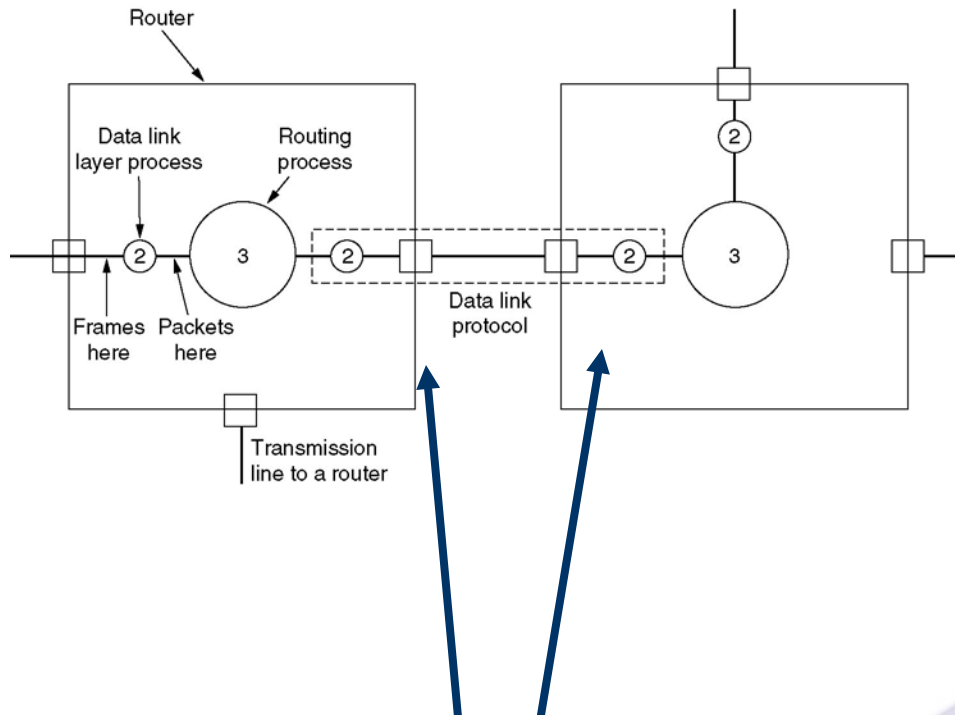 Router
Data link
layer process
Routing
process
2
2
3
2
2
3
Frames
here
Packets
here
Data link
protocol
Transmission
line to a router